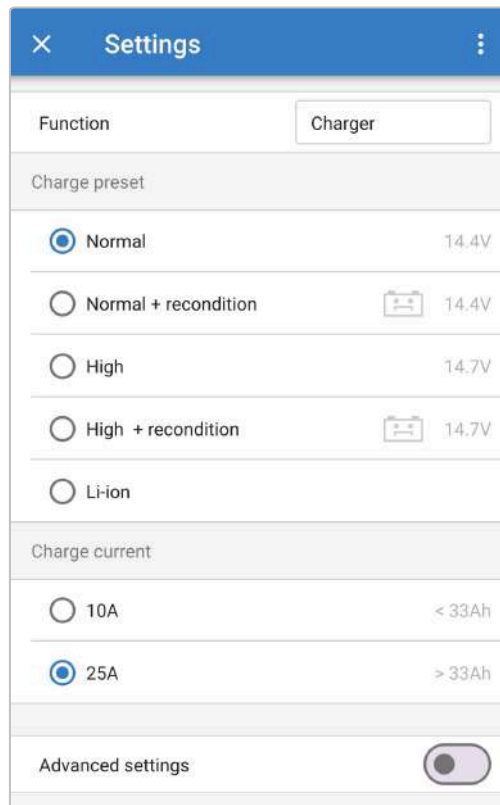 Settings
Function Charger
Charge preset
Normal 14.4V
Normal + recondition 14.4V
High 14.7V
High + recondition 14.7V
Li-ion
Charge current
10A < 33Ah
25A > 33Ah
Advanced settings